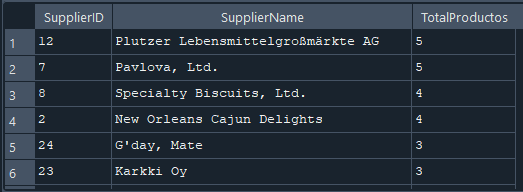 SupplierID SupplierName TotalProductos
1 12 Plutzer Lebensmittelgroßmärkte AG 5
2 7 Pavlova, Ltd. 5
3 8 Specialty Biscuits, Ltd. 4
4 2 New Orleans Cajun Delights 4
5 24 G'day, Mate 3
6 23 Karkki Oy 3